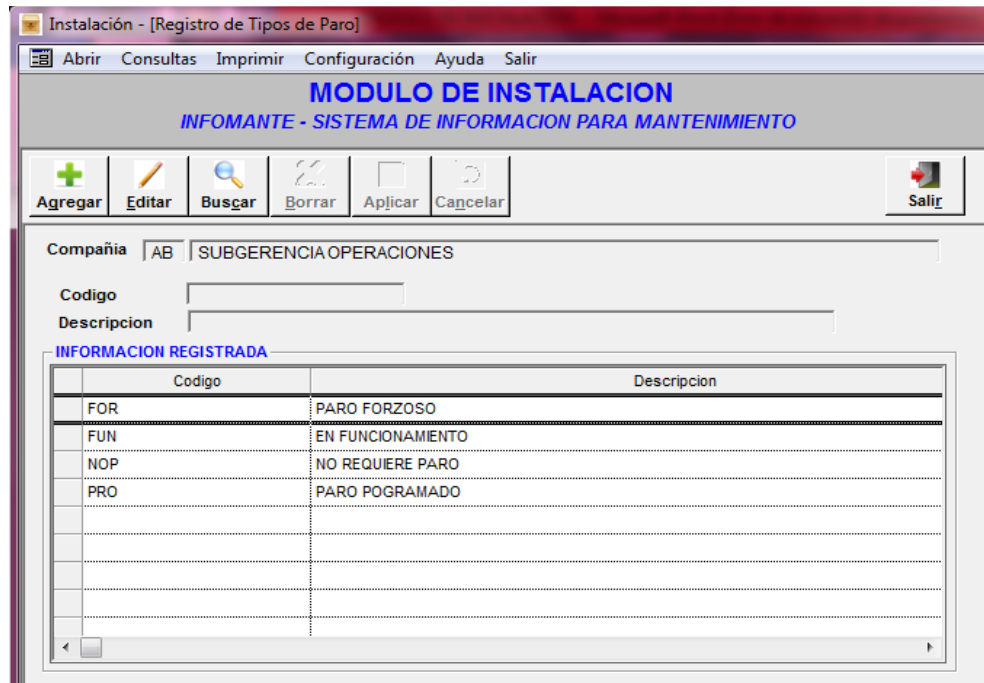 Instalación - [Registro de Tipos de Paro]
Abrir Consultas Imprimir Configuración Ayuda Salir
MODULO DE INSTALACION
INFOMANTE - SISTEMA DE INFORMACION PARA MANTENIMIENTO
Agregar Editar Buscar Borrar Aplicar Cancelar Salir
Compañia AB SUBGERENCIA OPERACIONES
Codigo
Descripcion
INFORMACION REGISTRADA
Codigo Descripcion
FOR PARO FORZOSO
FUN EN FUNCIONAMIENTO
NOP NO REQUIERE PARO
PRO PARO POGRAMADO